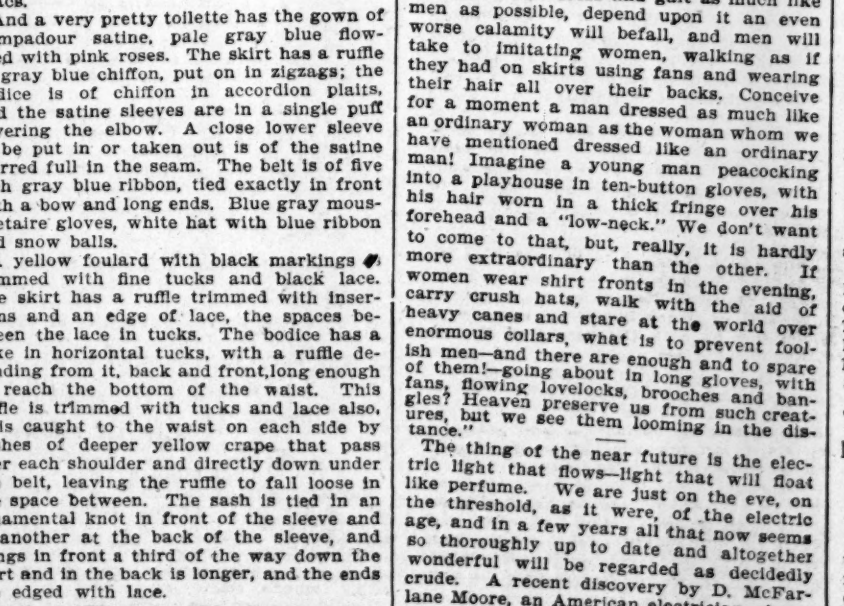 And a very pretty toilette has the gown of
mpadour satine, pale gray blue flow-
ed with pink roses. The skirt has a ruffle
gray blue chiffon, put on in zigzags; the
dice is of chiffon in accordion plaits,
d the satine sleeves are in a single puff
vering the elbow. A close lower sleeve
be put in or taken out is of the satine
rred full in the seam. The belt is of five
h gray blue ribbon, tied exactly in front
h a bow and long ends. Blue gray mous-
etaire gloves, white hat with blue ribbon
d snow balls.
yellow foulard with black markings
mmed with fine tucks and black lace.
e skirt has a ruffle trimmed with inser-
ns and an edge of lace, the spaces be-
een the lace in tucks. The bodice has a
ke in horizontal tucks, with a ruffle de-
nding from it, back and front,long enough
reach the bottom of the waist. This
fle is trimmed with tucks and lace also,
is caught to the waist on each side by
shes of deeper yellow crape that pass
er each shoulder and directly down under
belt, leaving the ruffle to fall loose in
space between. The sash is tied in an
amental knot in front of the sleeve and
another at the back of the sleeve, and
ngs in front a third of the way down the
rt and in the back is longer, and the ends
edged with lace.
as much like
men as possible, depend upon it an even
worse calamity will befall, and men will
take to imitating women, walking as if
they had on skirts using fans and wearing
their hair all over their backs. Conceive
for a moment a man dressed as much like
an ordinary woman as the woman whom we
have mentioned dressed like an ordinary
man! Imagine a young man peacocking
into a playhouse in ten-button gloves, with
his hair worn in a thick fringe over his
forehead and a "low-neck." We don't want
to come to that, but, really, it is hardly
more extraordinary than the other. If
women wear shirt fronts in the evening,
carry crush hats, walk with the aid of
heavy canes and stare at the world over
enormous collars, what is to prevent fool-
ish men—and there are enough and to spare
of them!—going about in long gloves, with
fans, flowing lovelocks, brooches and ban-
gles? Heaven preserve us from such creat-
ures, but we see them looming in the dis-
tance."
The thing of the near future is the elec-
tric light that flows—light that will float
like perfume. We are just on the eve, on
the threshold, as it were, of the electric
age, and in a few years all that now seems
so thoroughly up to date and altogether
wonderful will be regarded as decidedly
crude. A recent discovery by D. McFar-
lane Moore, an American